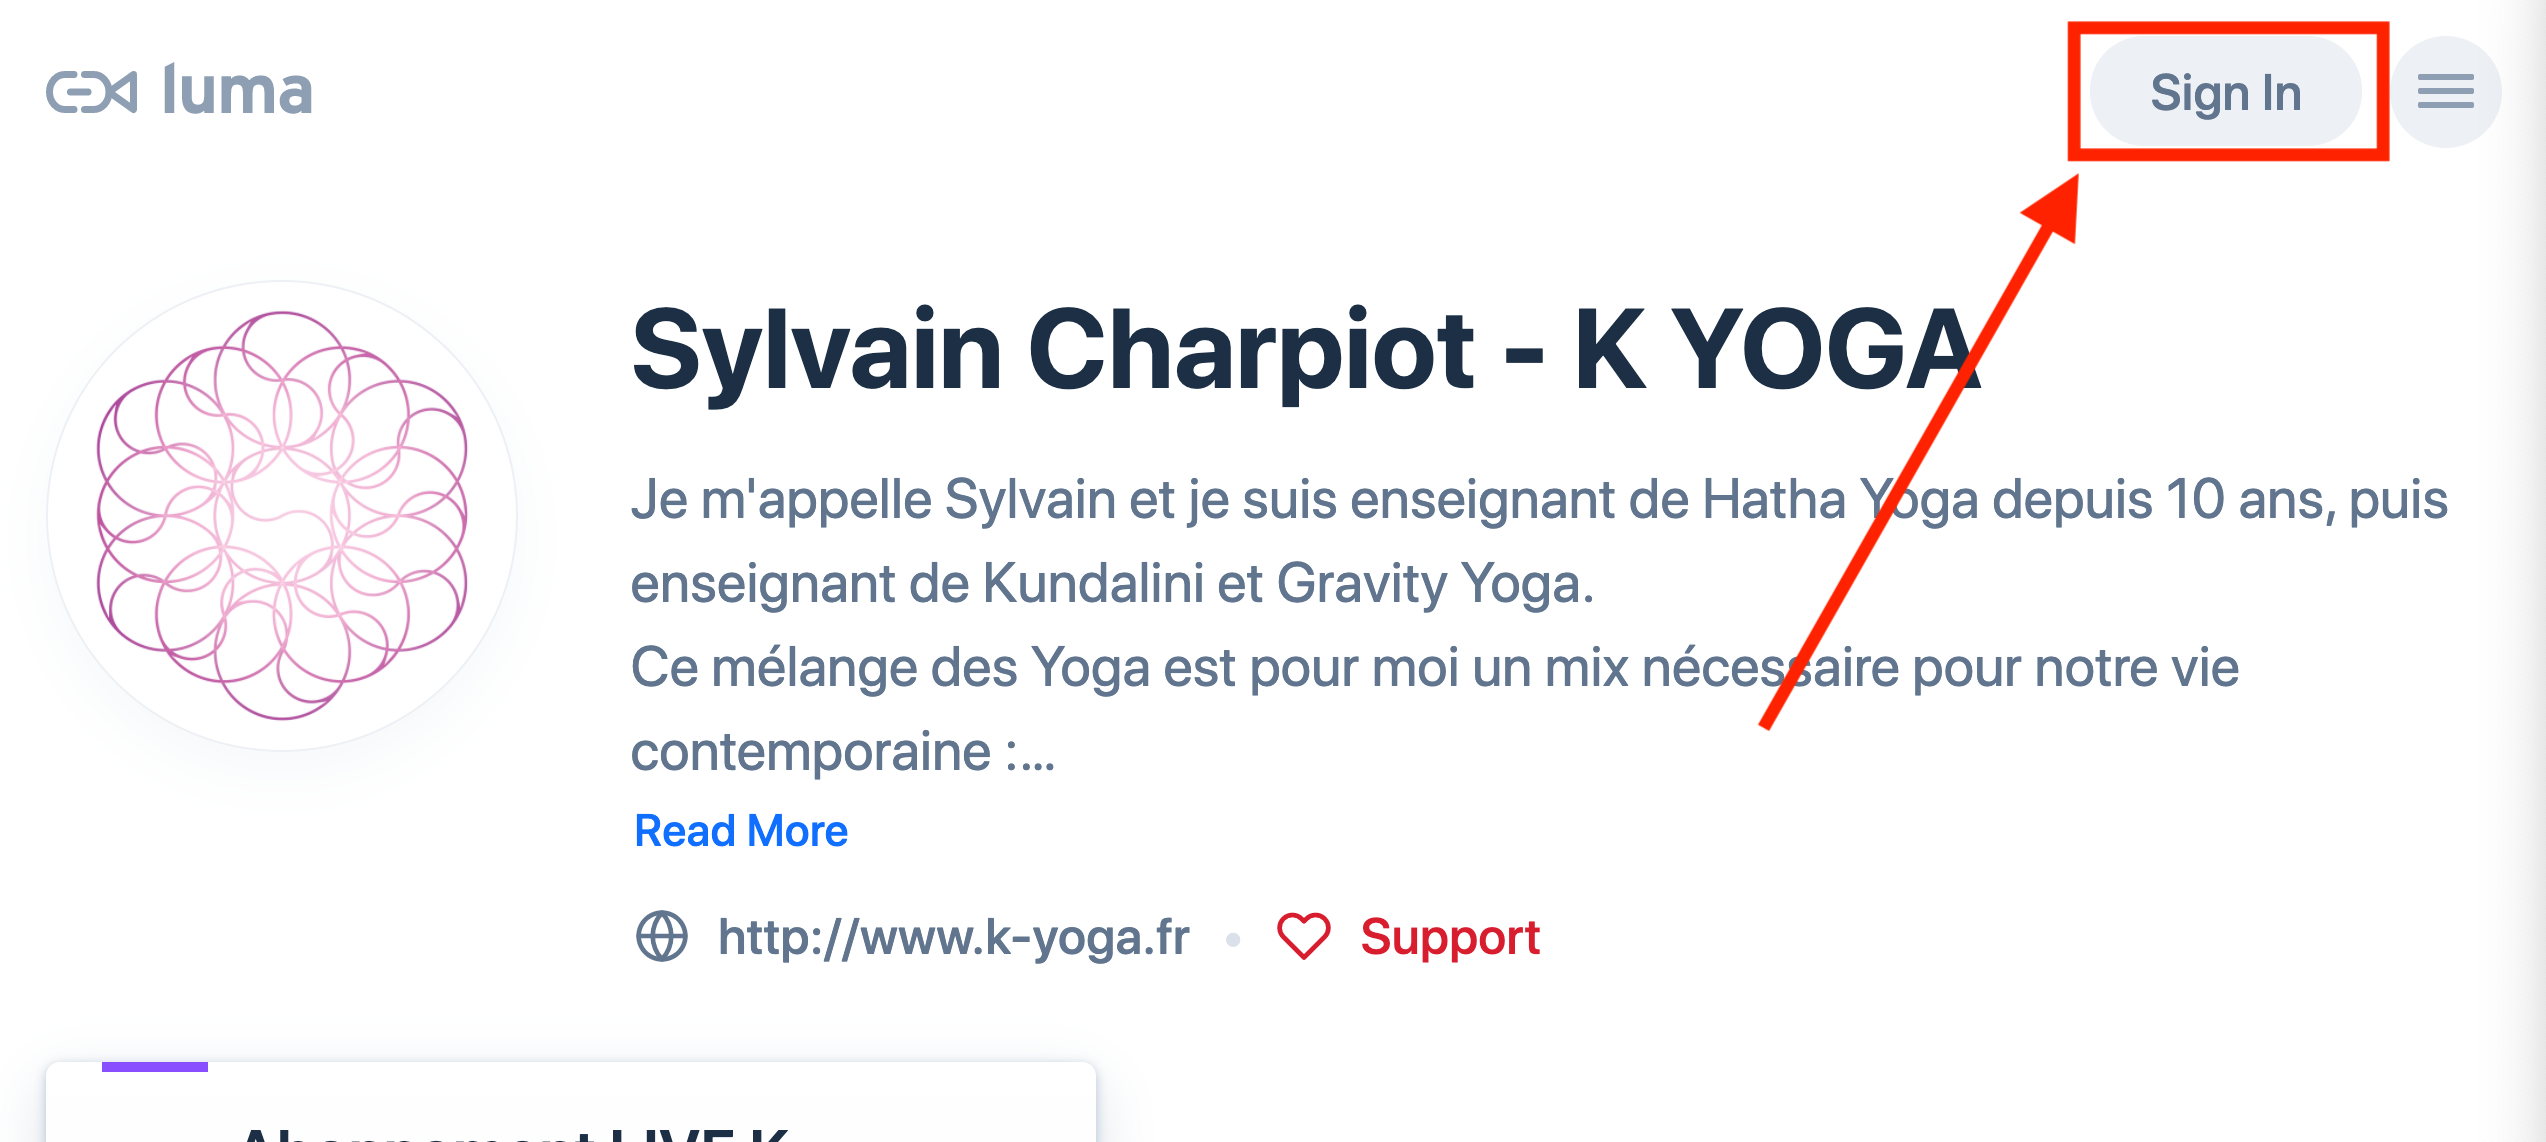 luma
Sign In
Sylvain Charpiot - K YOGA
Je m'appelle Sylvain et je suis enseignant de Hatha Yoga depuis 10 ans, puis
enseignant de Kundalini et Gravity Yoga.
Ce mélange des Yoga est pour moi un mix nécessaire pour notre vie
contemporaine :...
Read More
http://www.k-yoga.fr • Support
Abonnement LIVE K